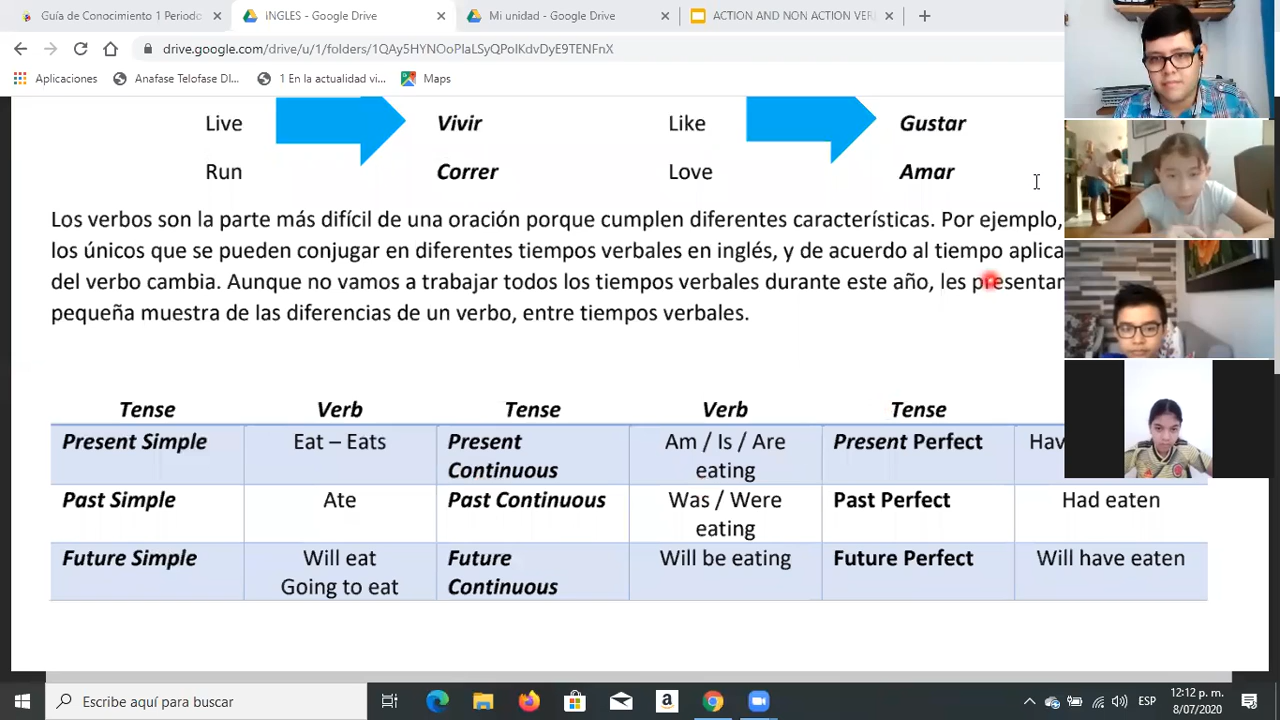 Guía de Conocimiento 1 Periodo
INGLES - Google Drive
Mi unidad - Google Drive
ACTION AND NON ACTION VER
drive.google.com/drive/u/1/folders/
Aplicaciones
Anafase Telofase DI...
1 En la actualidad vi...
Maps
Live Vivir Like Gustar
Run Correr Love Amar
Los verbos son la parte más difícil de una oración porque cumplen diferentes características. Por ejemplo,
los únicos que se pueden conjugar en diferentes tiempos verbales en inglés, y de acuerdo al tiempo aplica
del verbo cambia. Aunque no vamos a trabajar todos los tiempos verbales durante este año, les presentan
pequeña muestra de las diferencias de un verbo, entre tiempos verbales.
Tense Verb Tense Verb Tense
Present Simple Eat – Eats Present Am / Is / Are Present Perfect Hav
Continuous eating
Past Simple Ate Past Continuous Was / Were Past Perfect Had eaten
eating
Future Simple Will eat Future Will be eating Future Perfect Will have eaten
Going to eat Continuous
Escribe aquí para buscar
ESP
12:12 p. m.
8/07/2020